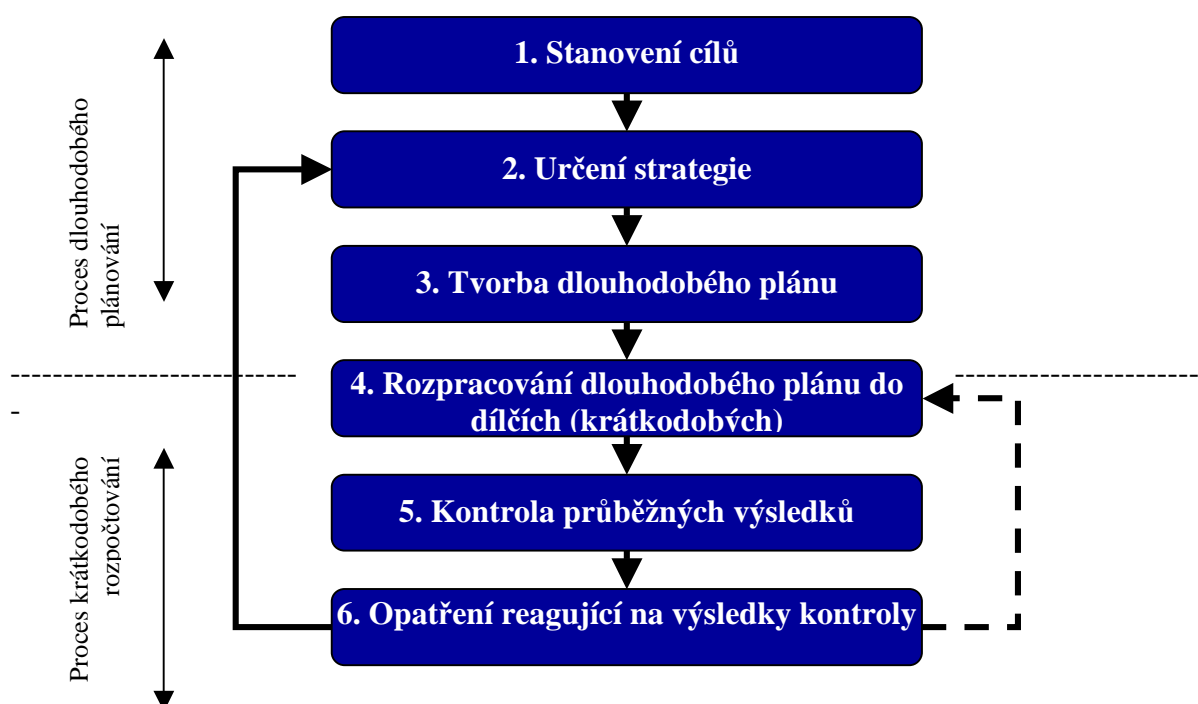 1. Stanovení cílů
2. Určení strategie
3. Tvorba dlouhodobého plánu
4. Rozpracování dlouhodobého plánu do
dílčích (krátkodobých)
5. Kontrola průběžných výsledků
6. Opatření reagující na výsledky kontroly
Proces dlouhodobého
plánování
Proces krátkodobého
rozpočtování